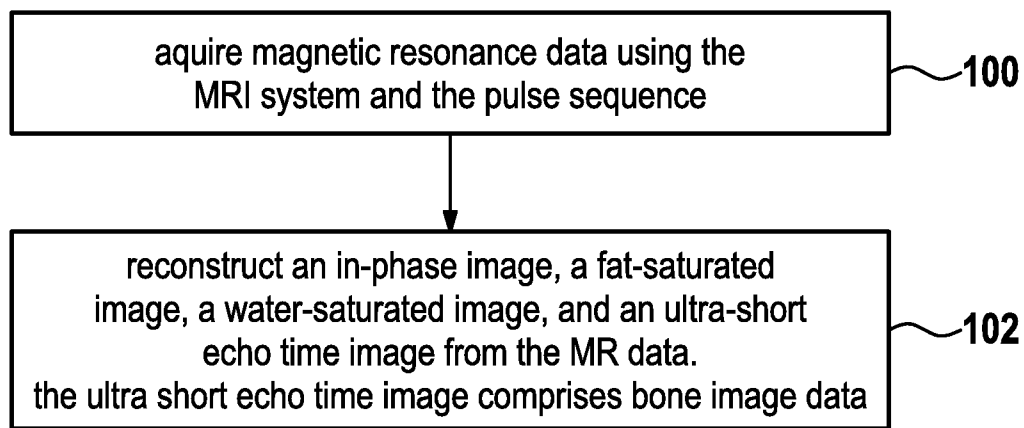 aquire magnetic resonance data using the
MRI system and the pulse sequence
100
reconstruct an in-phase image, a fat-saturated
image, a water-saturated image, and an ultra-short
echo time image from the MR data.
the ultra short echo time image comprises bone image data
102